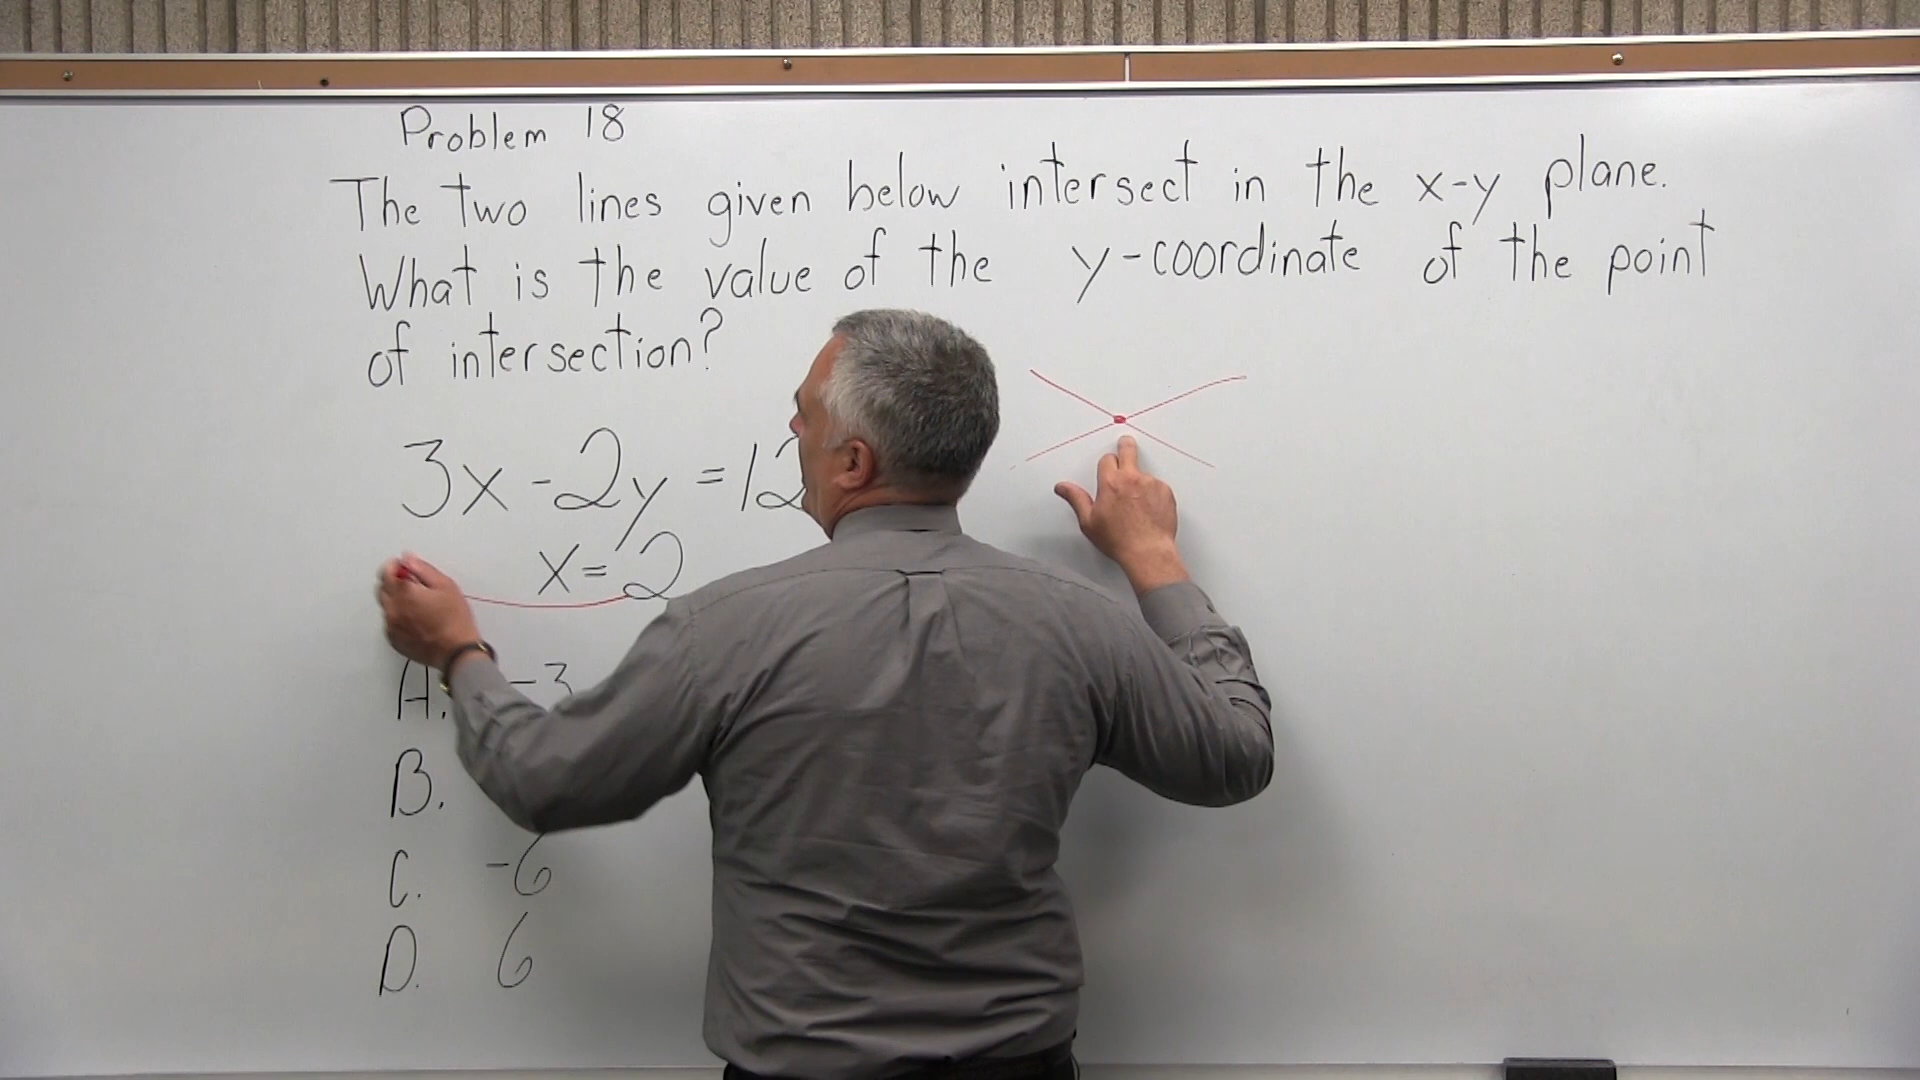 Problem 18
The two lines given below intersect in the x-y plane.
What is the value of the y-coordinate of the point
of intersection?
3x - 2y = 12
x = 2
A. -3
B.
C. -6
D. 6